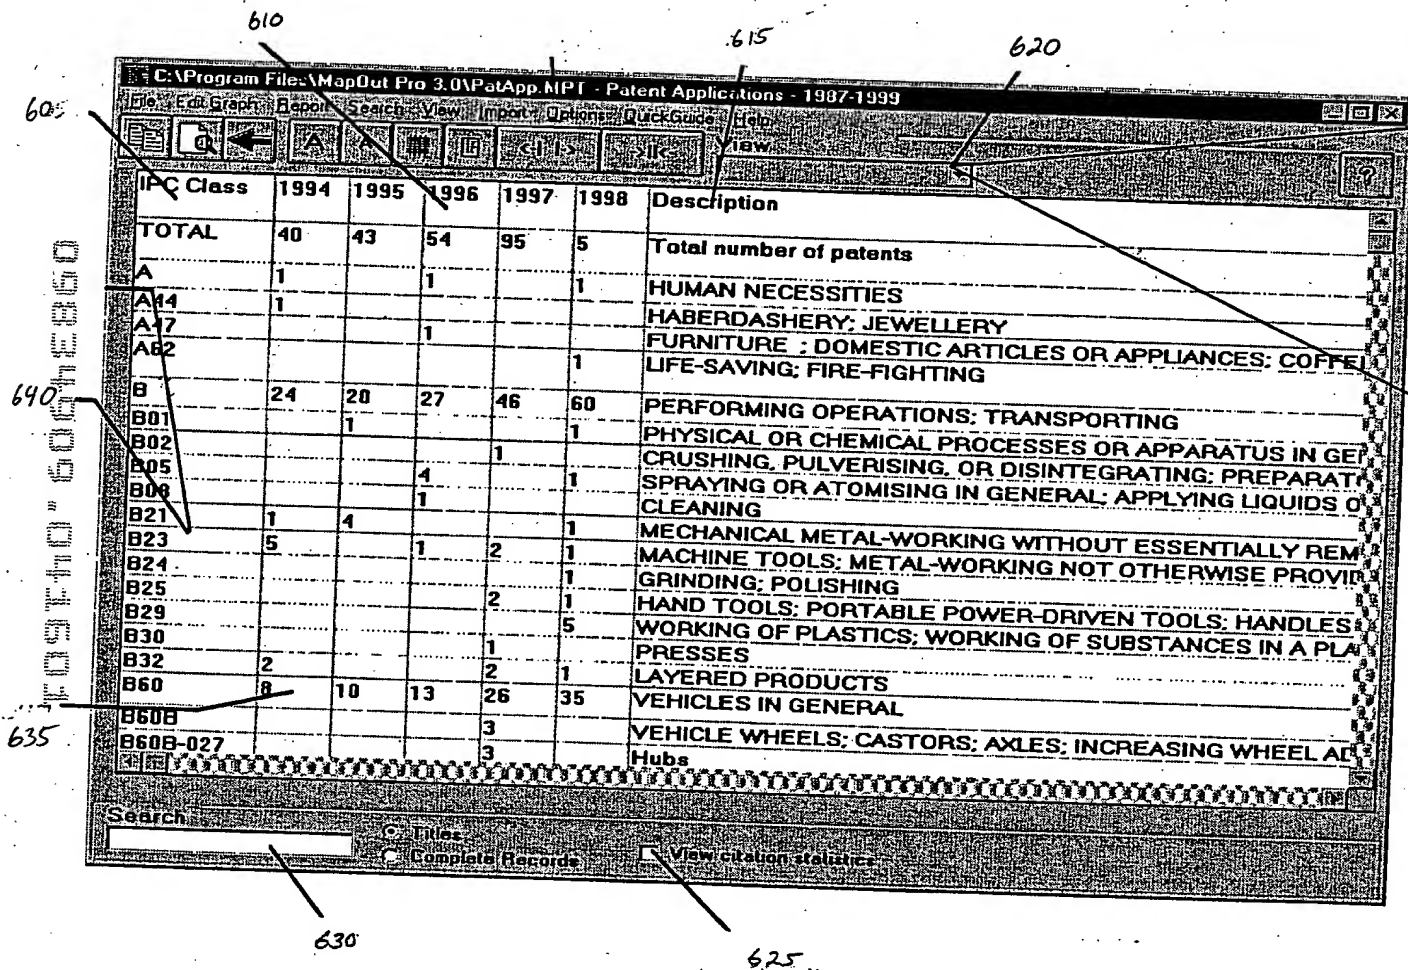 610
615
620
C:\Program Files\MapOut Pro 3.0\PatApp.MPT - Patent Applications - 1987-1999
605
File Edit Graph Report Search View Import Options QuickGuide Help
View
IPC Class 1994 1995 1996 1997 1998 Description
TOTAL 40 43 54 95 5 Total number of patents
A 1 1 1 HUMAN NECESSITIES
A44 1 HABERDASHERY; JEWELLERY
A47 1 FURNITURE ; DOMESTIC ARTICLES OR APPLIANCES; COFFE
A62 1 LIFE-SAVING; FIRE-FIGHTING
640
B 24 20 27 46 60 PERFORMING OPERATIONS; TRANSPORTING
B01 1 1 PHYSICAL OR CHEMICAL PROCESSES OR APPARATUS IN GE
B02 1 CRUSHING, PULVERISING, OR DISINTEGRATING; PREPARAT
B05 4 1 SPRAYING OR ATOMISING IN GENERAL; APPLYING LIQUIDS O
B08 1 CLEANING
B21 1 4 1 MECHANICAL METAL-WORKING WITHOUT ESSENTIALLY REM
B23 5 1 2 1 MACHINE TOOLS; METAL-WORKING NOT OTHERWISE PROVID
B24 1 GRINDING; POLISHING
B25 2 1 HAND TOOLS; PORTABLE POWER-DRIVEN TOOLS; HANDLES
B29 5 WORKING OF PLASTICS; WORKING OF SUBSTANCES IN A PLA
B30 1 PRESSES
B32 2 2 1 LAYERED PRODUCTS
B60 8 10 13 26 35 VEHICLES IN GENERAL
635
B60B 3 VEHICLE WHEELS; CASTORS; AXLES; INCREASING WHEEL AD
B60B-027 3 Hubs
Search
Titles
Complete Records
View citation statistics
630
625